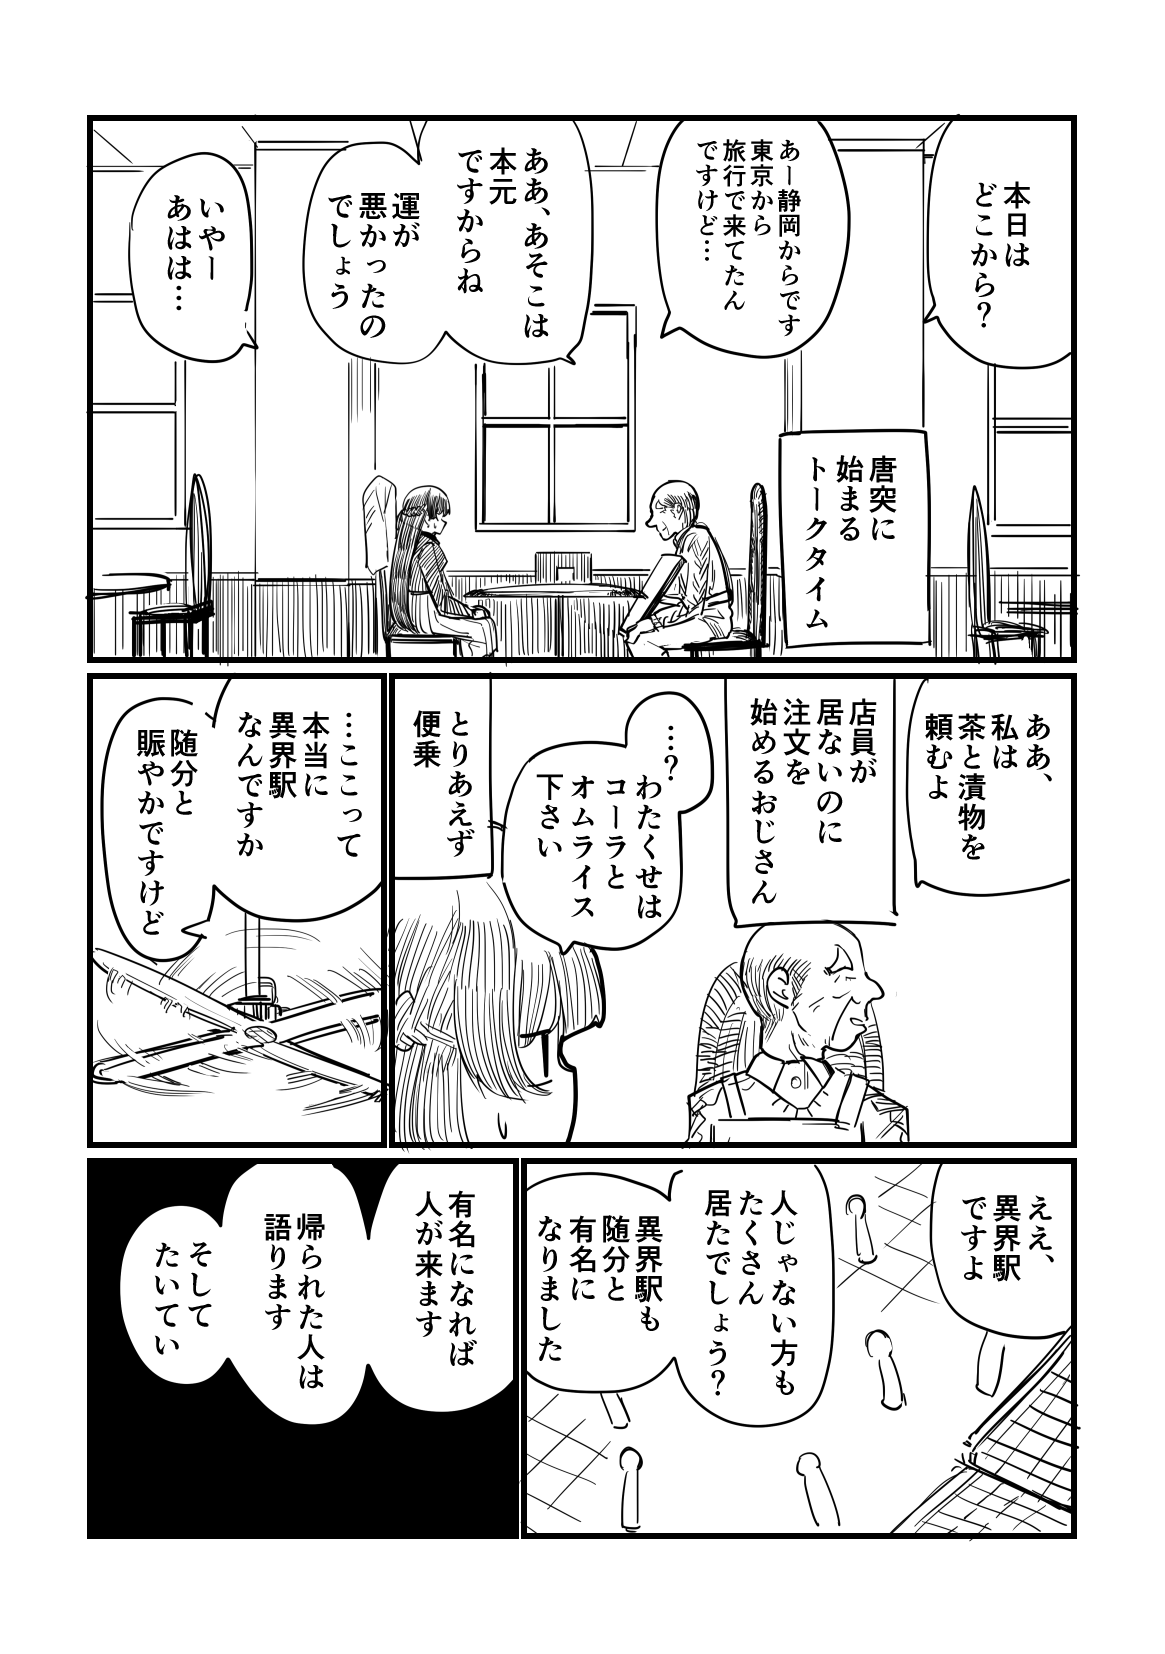 本日は
どこから？
あー静岡からです
東京から
旅行で来てたん
ですけど…
ああ、あそこは
本元
ですからね
運が
悪かったの
でしょう
いやー
あはは…
唐突に
始まる
トークタイム
ああ、
私は
茶と漬物を
頼むよ
店員が
居ないのに
注文を
始めるおじさん
…？
わたくせは
コーラと
オムライス
下さい
とりあえず
便乗
…ここって
本当に
異界駅
なんですか
随分と
賑やかですけど
ええ、
異界駅
ですよ
人じゃない方も
たくさん
居たでしょう？
異界駅も
随分と
有名に
なりました
有名になれば
人が来ます
帰られた人は
語ります
そして
たいてい